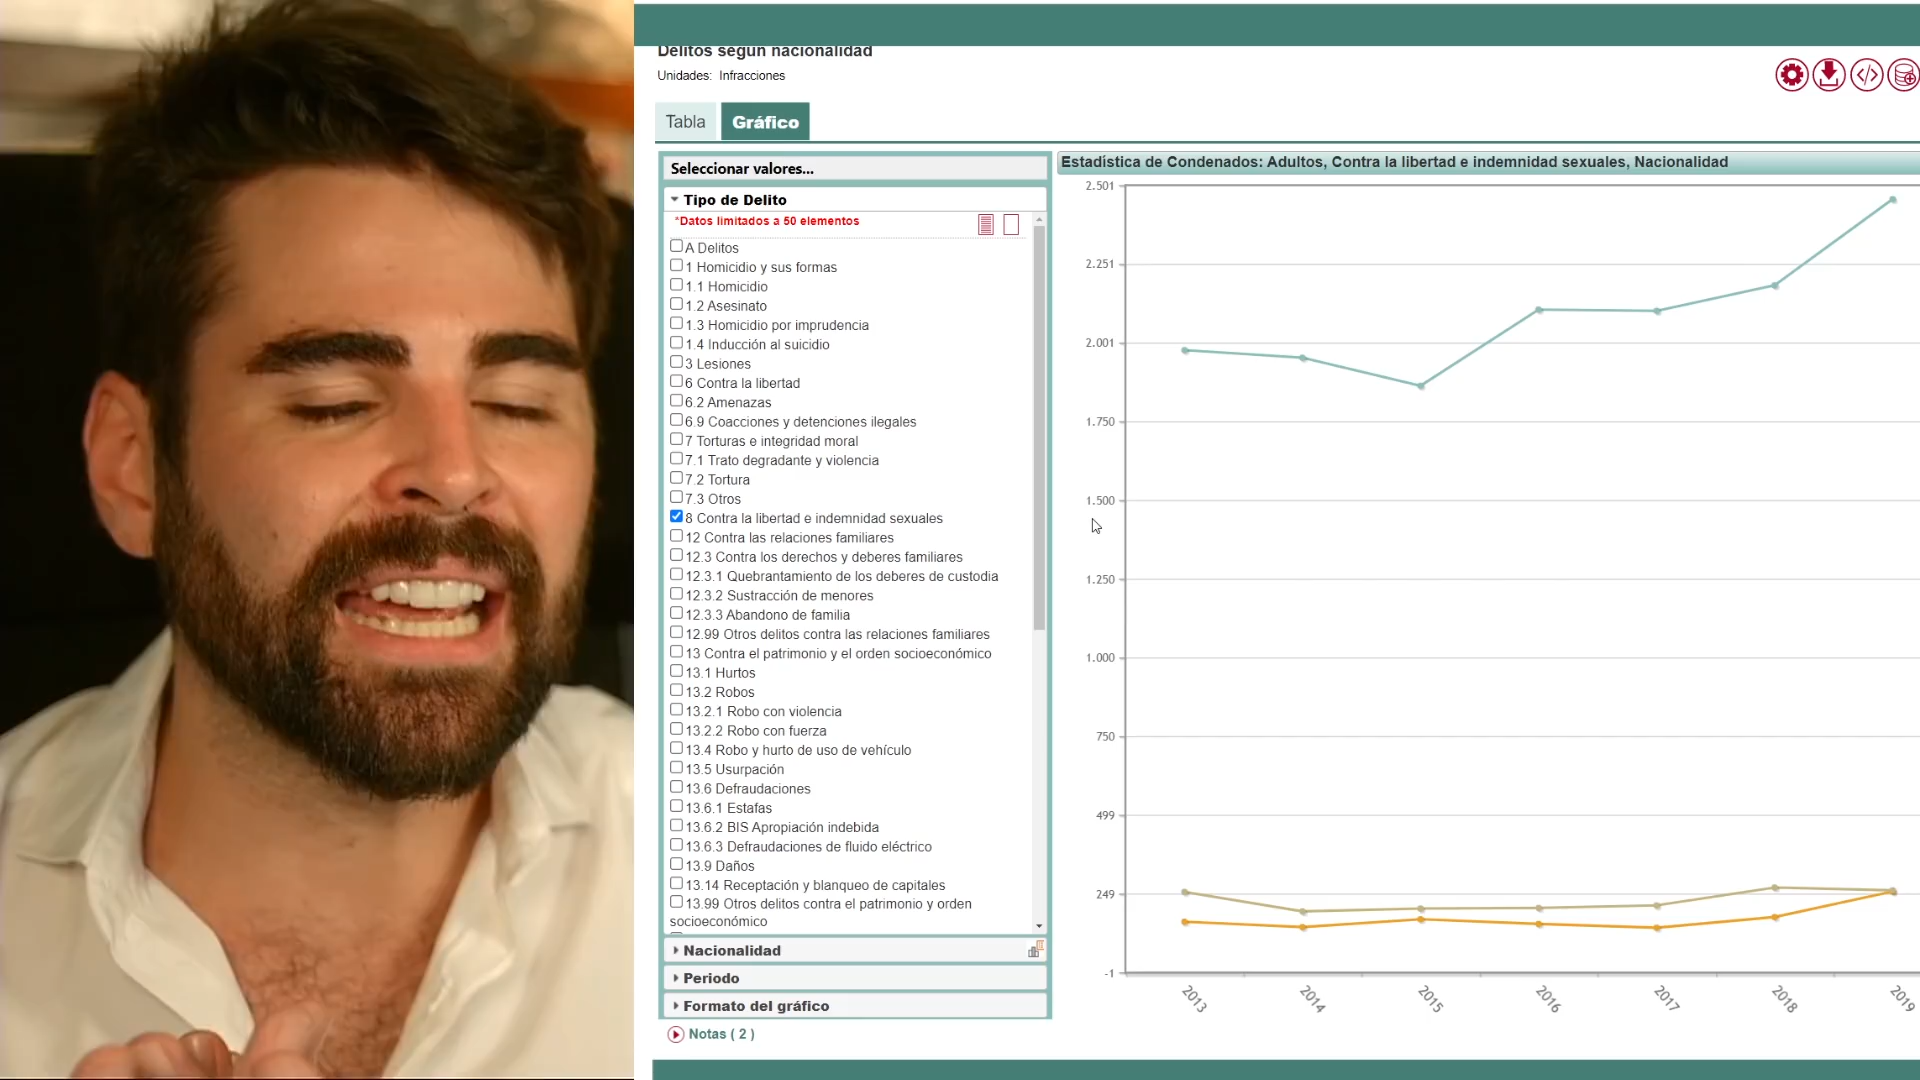 Delitos según nacionalidad
Unidades: Infracciones
Tabla
Gráfico
Seleccionar valores...
Tipo de Delito
*Datos limitados a 50 elementos
A Delitos
1 Homicidio y sus formas
1.1 Homicidio
1.2 Asesinato
1.3 Homicidio por imprudencia
1.4 Inducción al suicidio
3 Lesiones
6 Contra la libertad
6.2 Amenazas
6.9 Coacciones y detenciones ilegales
7 Torturas e integridad moral
7.1 Trato degradante y violencia
7.2 Tortura
7.3 Otros
8 Contra la libertad e indemnidad sexuales
12 Contra las relaciones familiares
12.3 Contra los derechos y deberes familiares
12.3.1 Quebrantamiento de los deberes de custodia
12.3.2 Sustracción de menores
12.3.3 Abandono de familia
12.99 Otros delitos contra las relaciones familiares
13 Contra el patrimonio y el orden socioeconómico
13.1 Hurtos
13.2 Robos
13.2.1 Robo con violencia
13.2.2 Robo con fuerza
13.4 Robo y hurto de uso de vehículo
13.5 Usurpación
13.6 Defraudaciones
13.6.1 Estafas
13.6.2 BIS Apropiación indebida
13.6.3 Defraudaciones de fluido eléctrico
13.9 Daños
13.14 Receptación y blanqueo de capitales
13.99 Otros delitos contra el patrimonio y orden
socioeconómico
Nacionalidad
Periodo
Formato del gráfico
Notas ( 2 )
Estadística de Condenados: Adultos, Contra la libertad e indemnidad sexuales, Nacionalidad
2.501
2.251
2.001
1.750
1.500
1.250
1.000
750
499
249
-1
2013
2014
2015
2016
2017
2018
2019